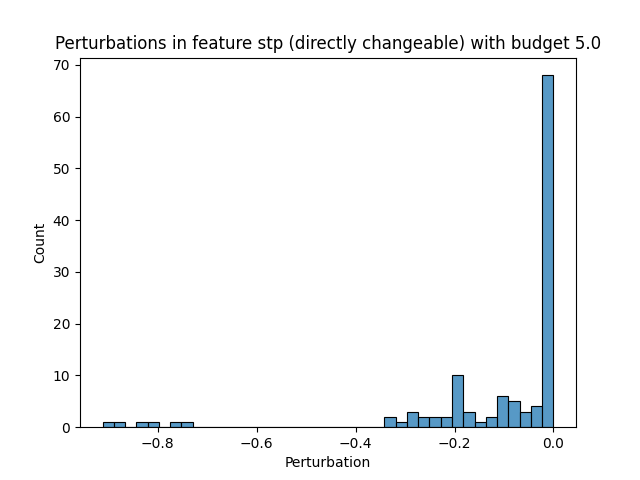 Perturbations in feature stp (directly changeable) with budget 5.0
70
60
50
40
30
20
10
0
Count
−0.8 −0.6 −0.4 −0.2 0.0
Perturbation